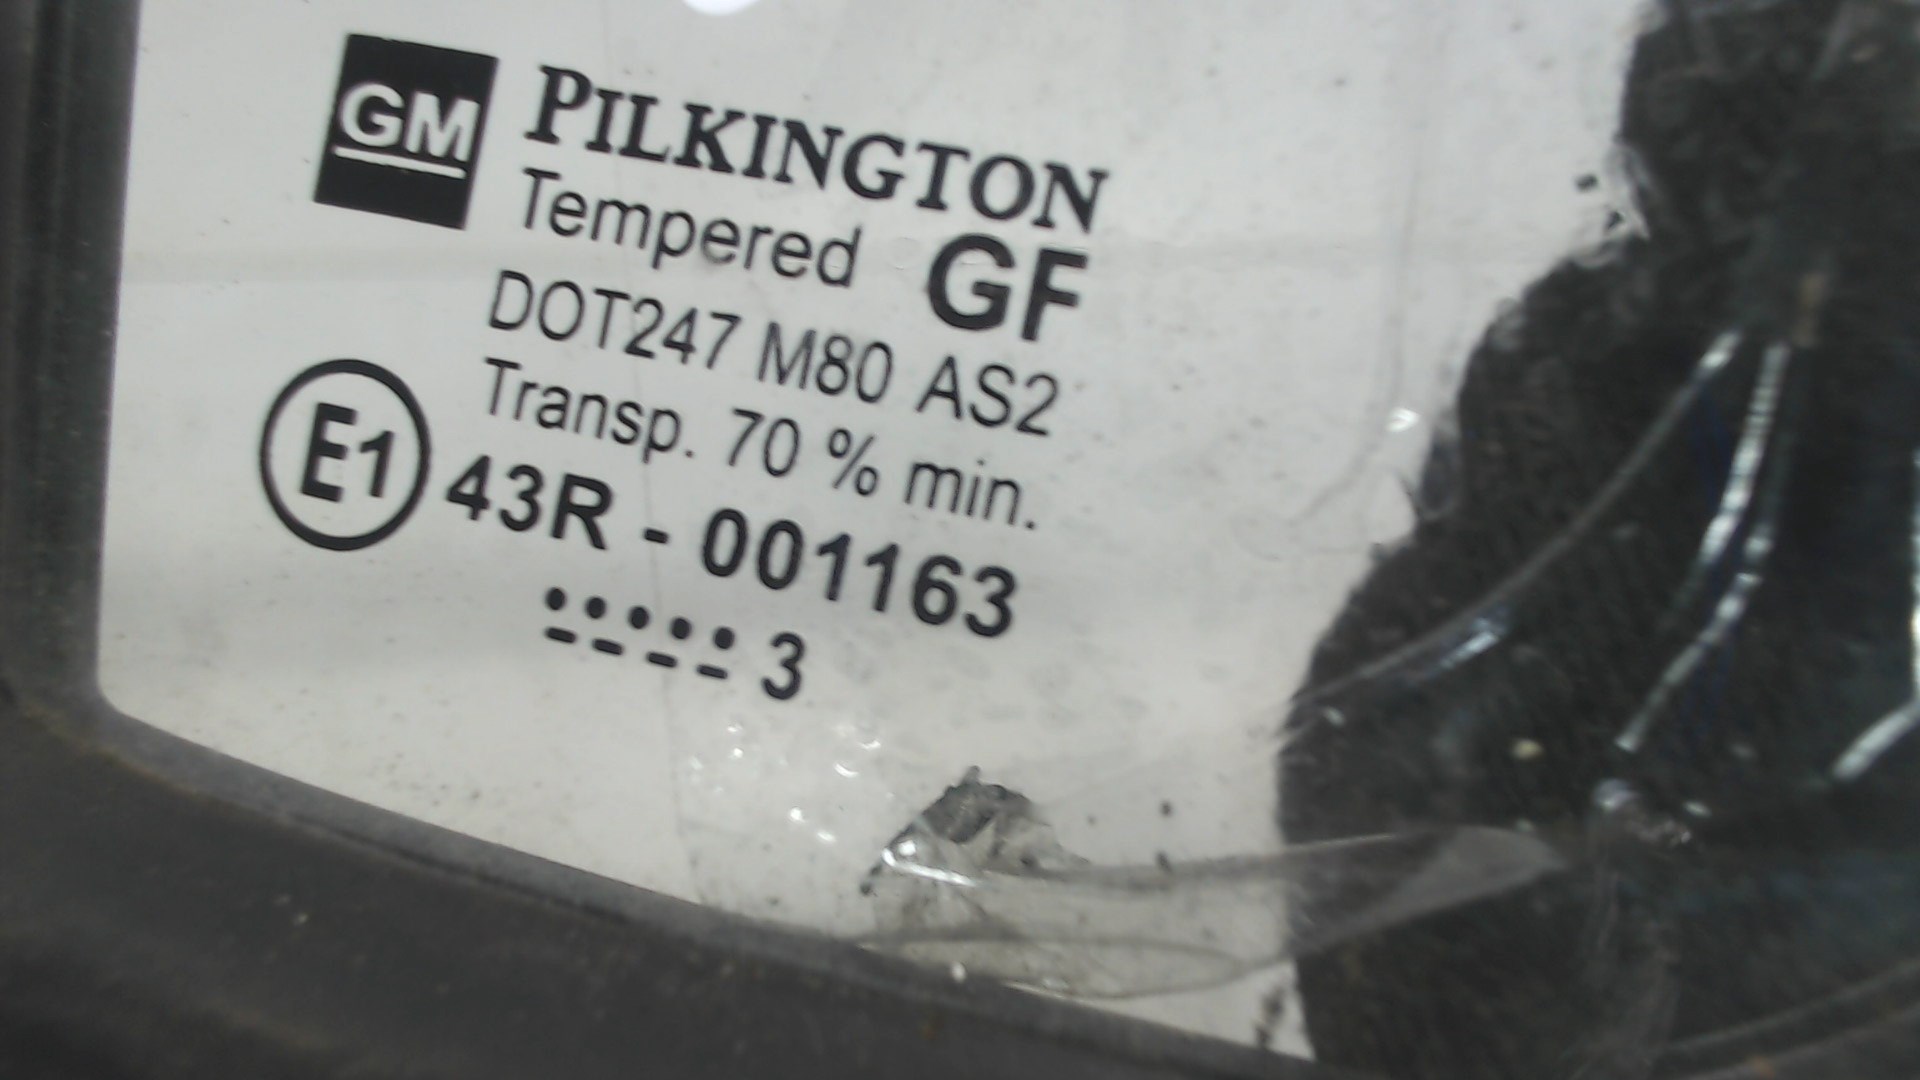 GM
PILKINGTON
Tempered GF
DOT247 M80 AS2
Transp. 70 % min.
E1 43R - 001163
3